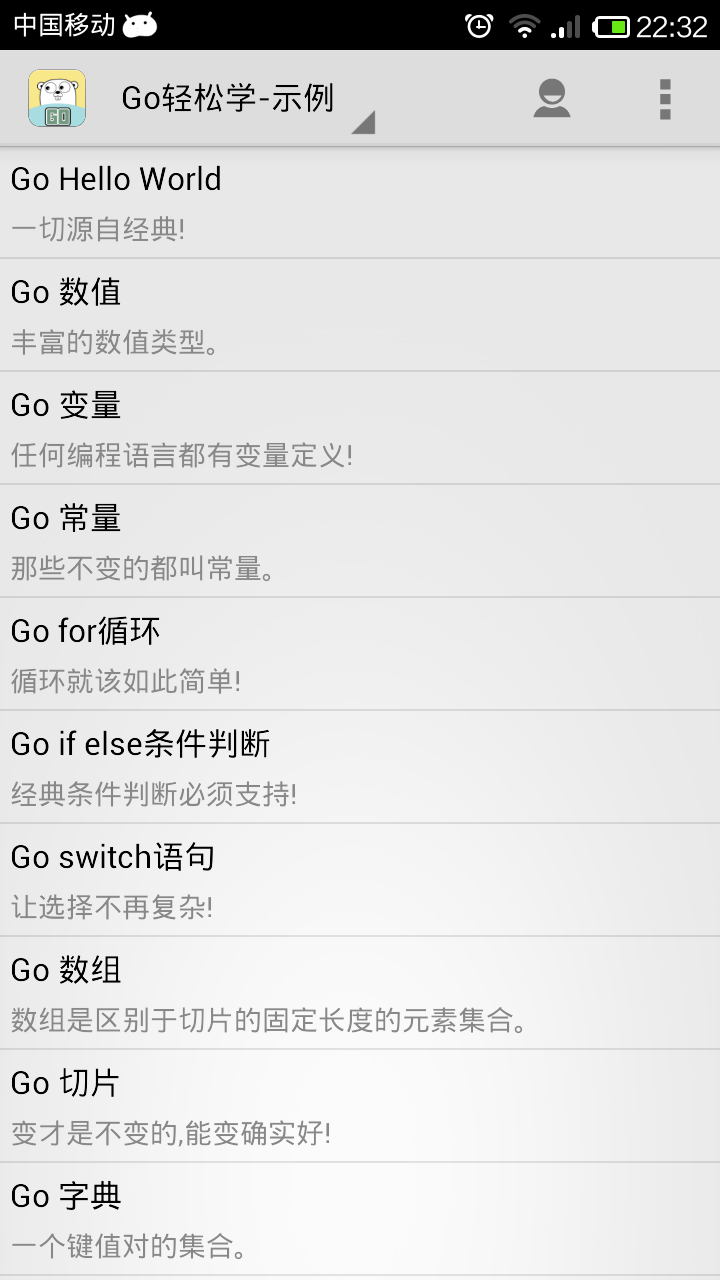 中国移动 22:32
Go轻松学-示例
Go Hello World
一切源自经典!
Go 数值
丰富的数值类型。
Go 变量
任何编程语言都有变量定义!
Go 常量
那些不变的都叫常量。
Go for循环
循环就该如此简单!
Go if else条件判断
经典条件判断必须支持!
Go switch语句
让选择不再复杂!
Go 数组
数组是区别于切片的固定长度的元素集合。
Go 切片
变才是不变的,能变确实好!
Go 字典
一个键值对的集合。